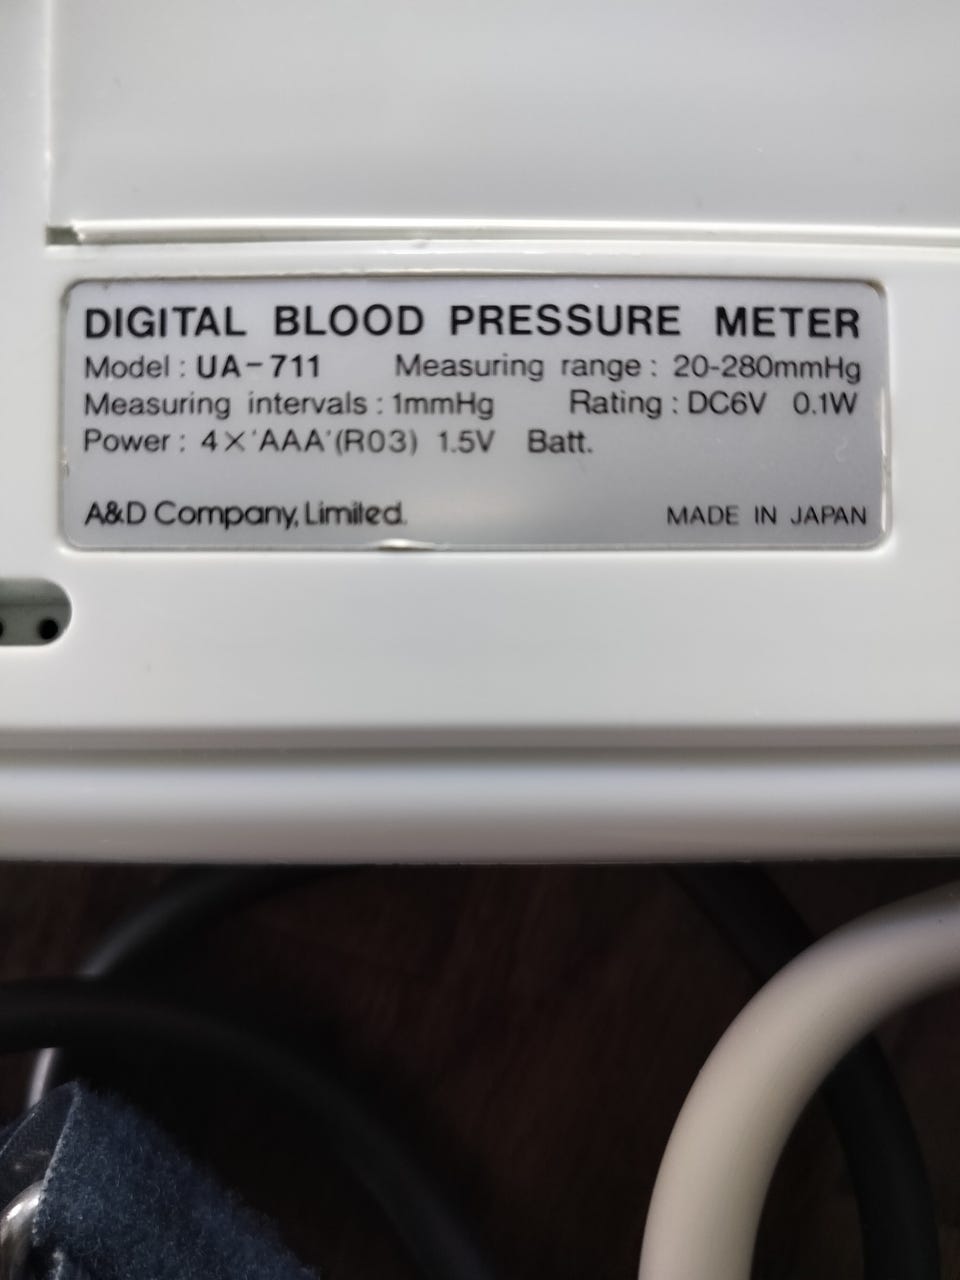 DIGITAL BLOOD PRESSURE METER
Model : UA-711 Measuring range : 20-280mmHg
Measuring intervals : 1mmHg Rating : DC6V 0.1W
Power : 4×'AAA'(R03) 1.5V Batt.
A&D Company, Limited.
MADE IN JAPAN